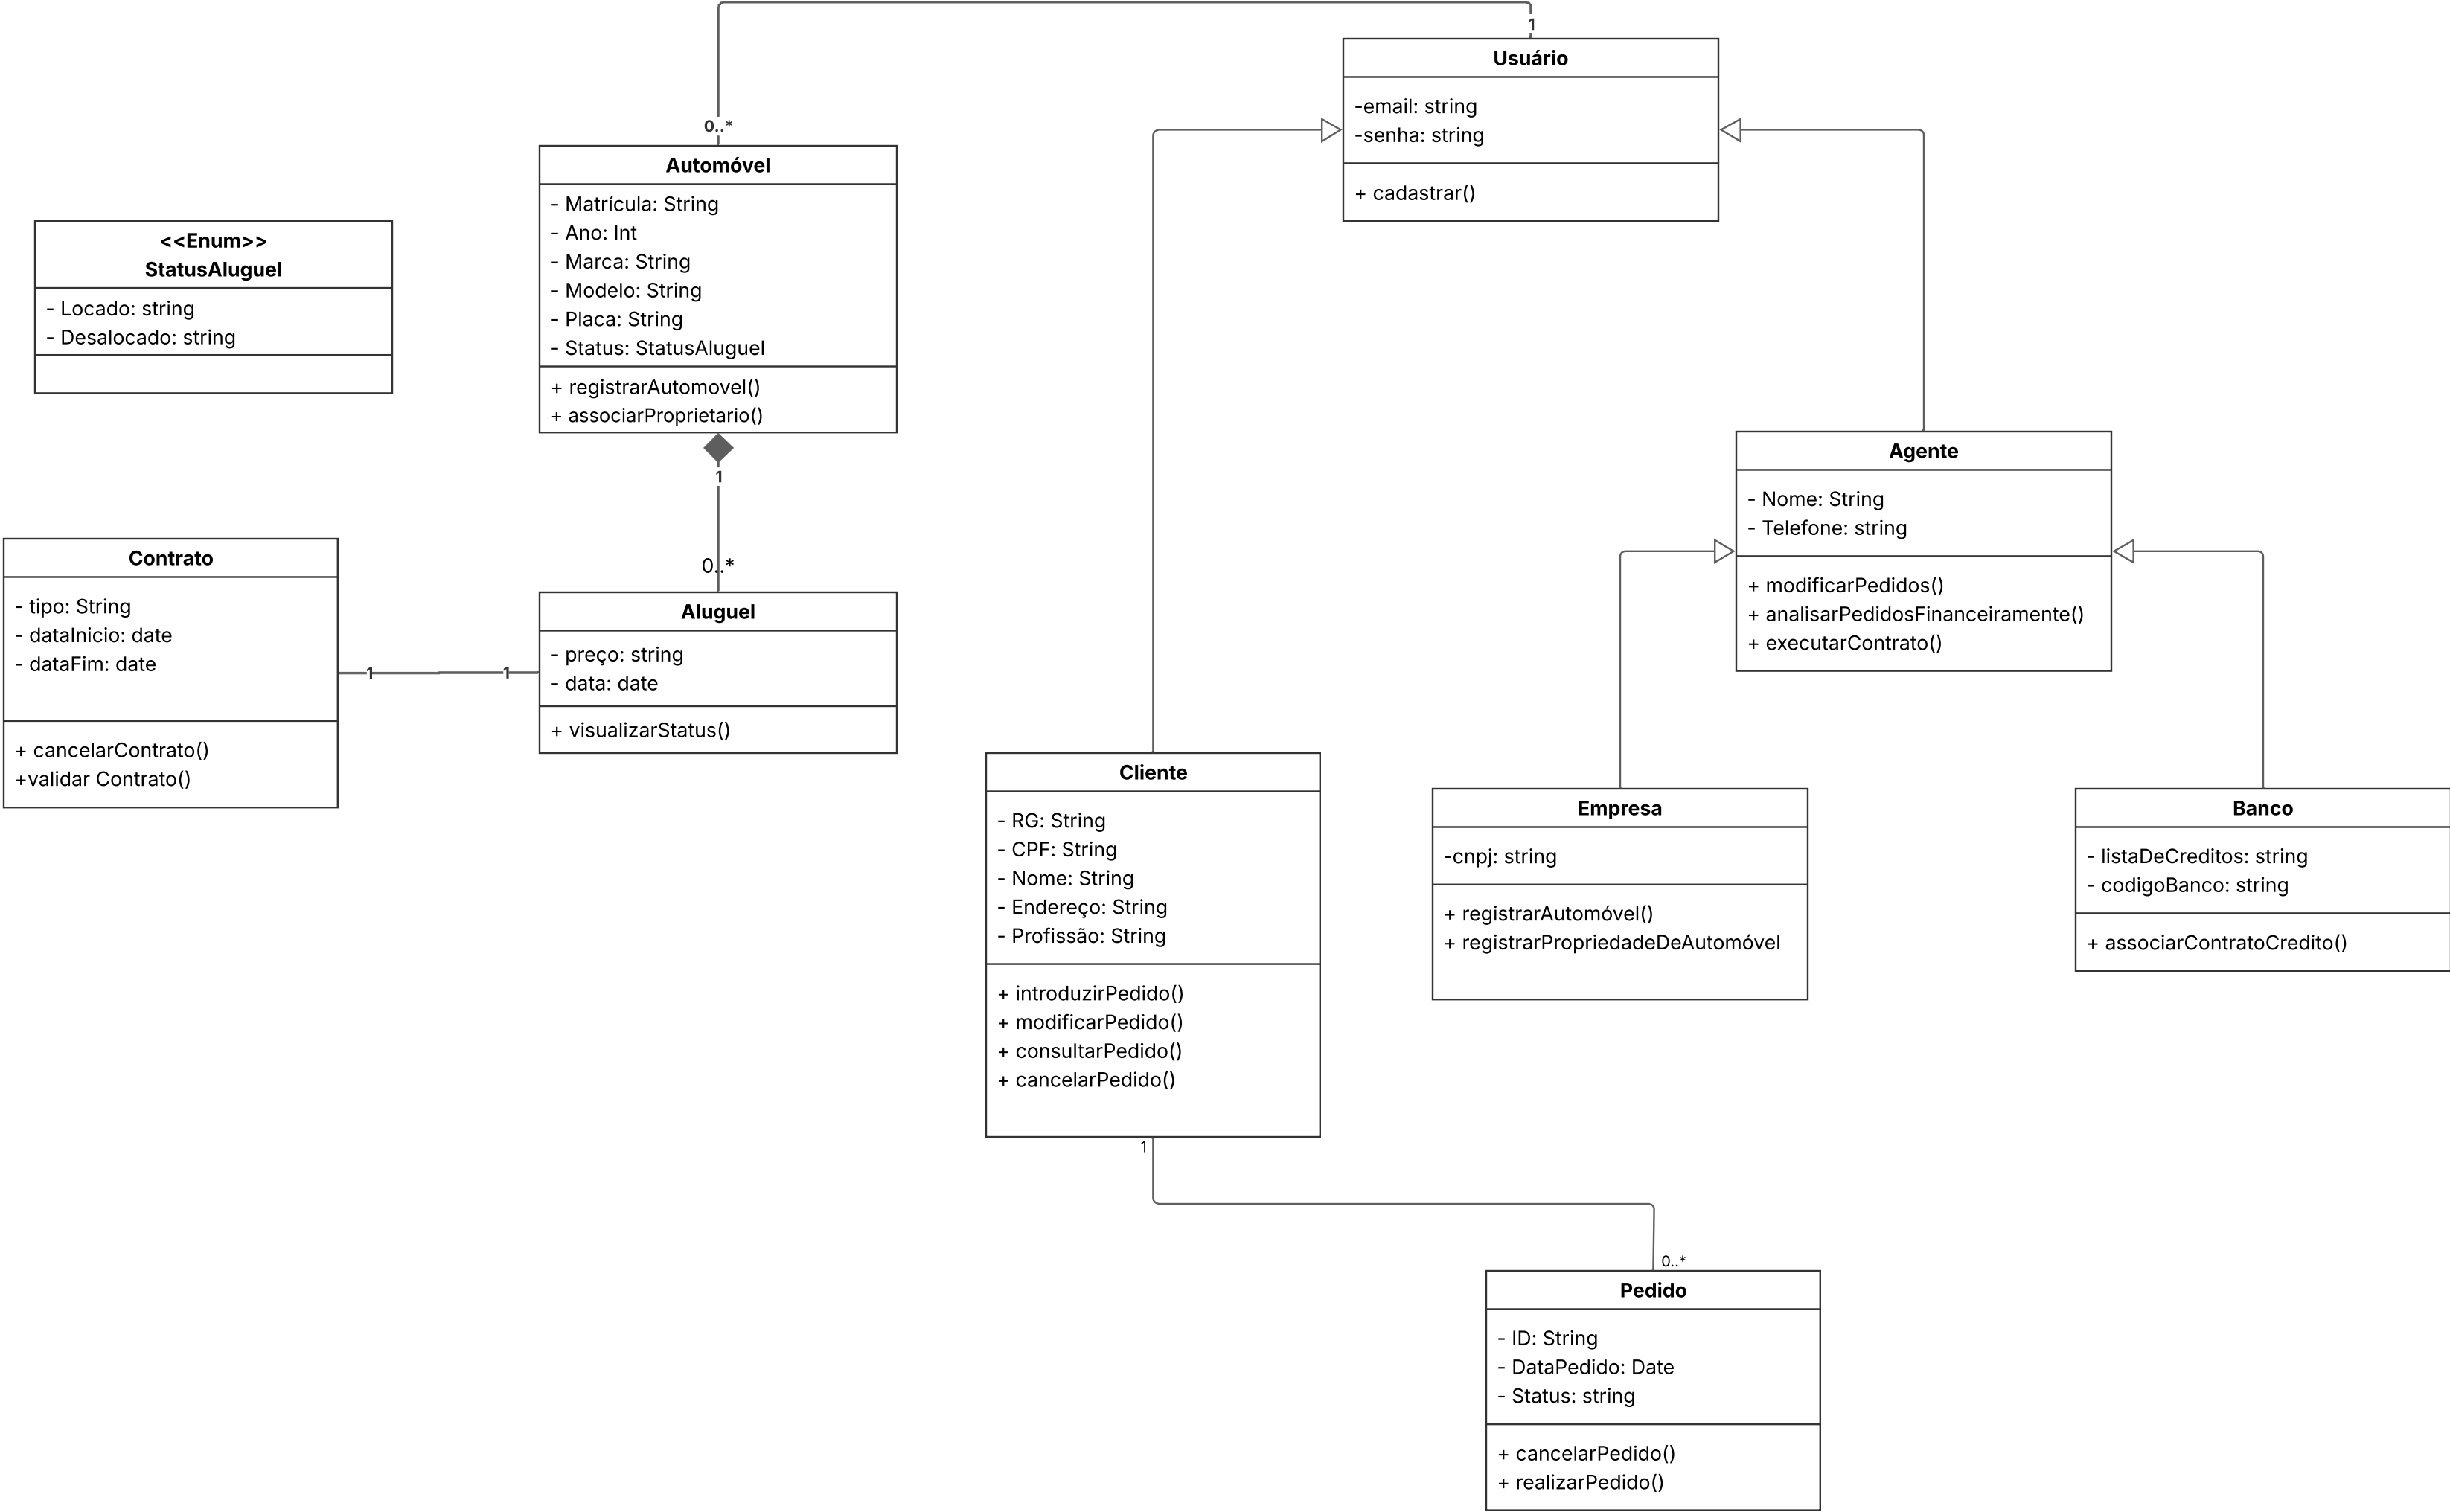 1
Usuário
-email: string
-senha: string
+ cadastrar()
0..*
Automóvel
- Matrícula: String
- Ano: Int
- Marca: String
- Modelo: String
- Placa: String
- Status: StatusAluguel
+ registrarAutomovel()
+ associarProprietario()
<<Enum>>
StatusAluguel
- Locado: string
- Desalocado: string
1
0..*
Agente
- Nome: String
- Telefone: string
+ modificarPedidos()
+ analisarPedidosFinanceiramente()
+ executarContrato()
Contrato
- tipo: String
- dataInicio: date
- dataFim: date
+ cancelarContrato()
+validar Contrato()
1
1
Aluguel
- preço: string
- data: date
+ visualizarStatus()
Cliente
- RG: String
- CPF: String
- Nome: String
- Endereço: String
- Profissão: String
+ introduzirPedido()
+ modificarPedido()
+ consultarPedido()
+ cancelarPedido()
Empresa
-cnpj: string
+ registrarAutomóvel()
+ registrarPropriedadeDeAutomóvel
Banco
- listaDeCreditos: string
- codigoBanco: string
+ associarContratoCredito()
1
0..*
Pedido
- ID: String
- DataPedido: Date
- Status: string
+ cancelarPedido()
+ realizarPedido()